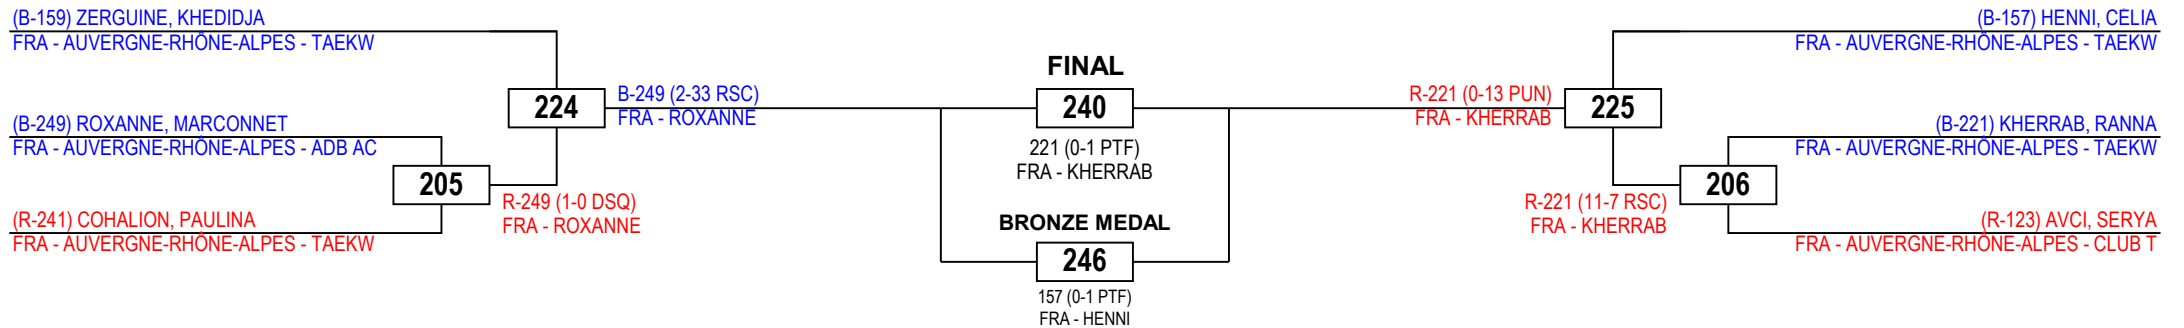 (B-159) ZERGUINE, KHEDIDJA
FRA - AUVERGNE-RHÔNE-ALPES - TAEKW
(B-249) ROXANNE, MARCONNET
FRA - AUVERGNE-RHÔNE-ALPES - ADB AC
(R-241) COHALION, PAULINA
FRA - AUVERGNE-RHÔNE-ALPES - TAEKW
205
R-249 (1-0 DSQ)
FRA - ROXANNE
224
B-249 (2-33 RSC)
FRA - ROXANNE
FINAL
240
221 (0-1 PTF)
FRA - KHERRAB
BRONZE MEDAL
246
157 (0-1 PTF)
FRA - HENNI
R-221 (0-13 PUN)
FRA - KHERRAB
225
R-221 (11-7 RSC)
FRA - KHERRAB
206
(B-157) HENNI, CÉLIA
FRA - AUVERGNE-RHÔNE-ALPES - TAEKW
(B-221) KHERRAB, RANNA
FRA - AUVERGNE-RHÔNE-ALPES - TAEKW
(R-123) AVCI, SERYA
FRA - AUVERGNE-RHÔNE-ALPES - CLUB T